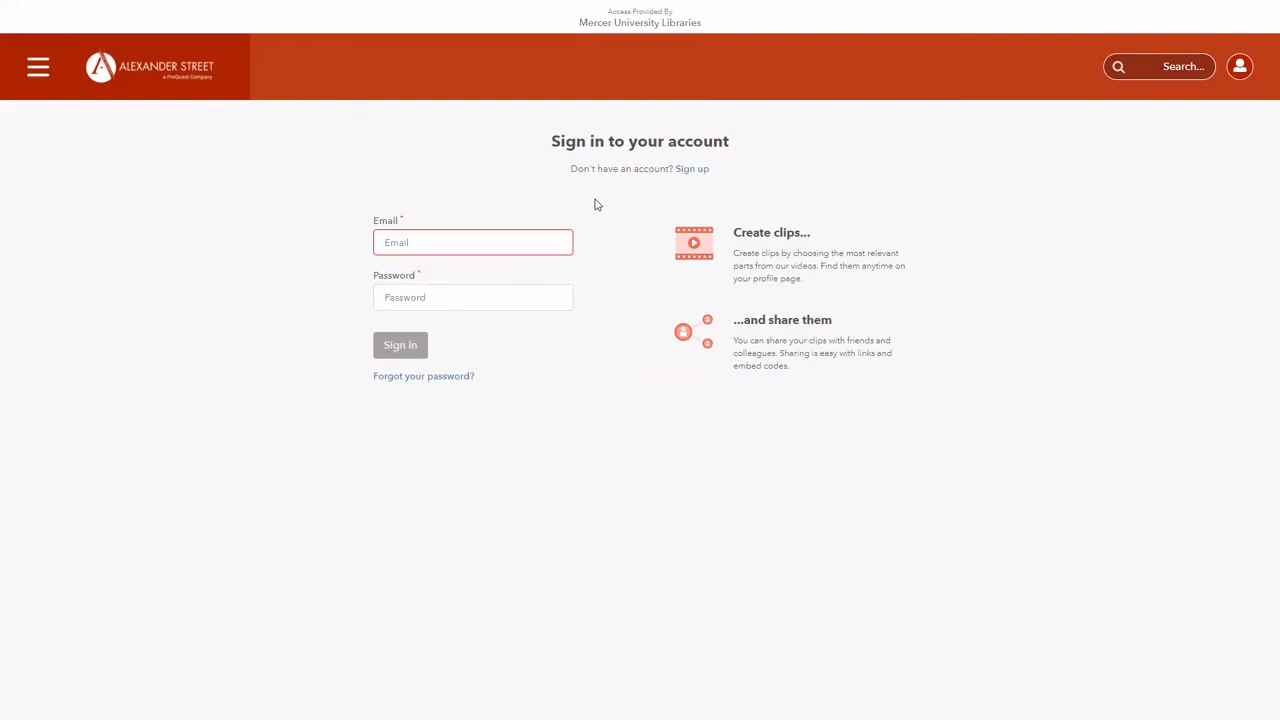 Access Provided By
Mercer University Libraries
ALEXANDER STREET
a ProQuest Company
Search...
Sign in to your account
Don't have an account? Sign up
Email *
Email
Password *
Password
Sign in
Forgot your password?
Create clips...
Create clips by choosing the most relevant
parts from our videos. Find them anytime on
your profile page.
...and share them
You can share your clips with friends and
colleagues. Sharing is easy with links and
embed codes.